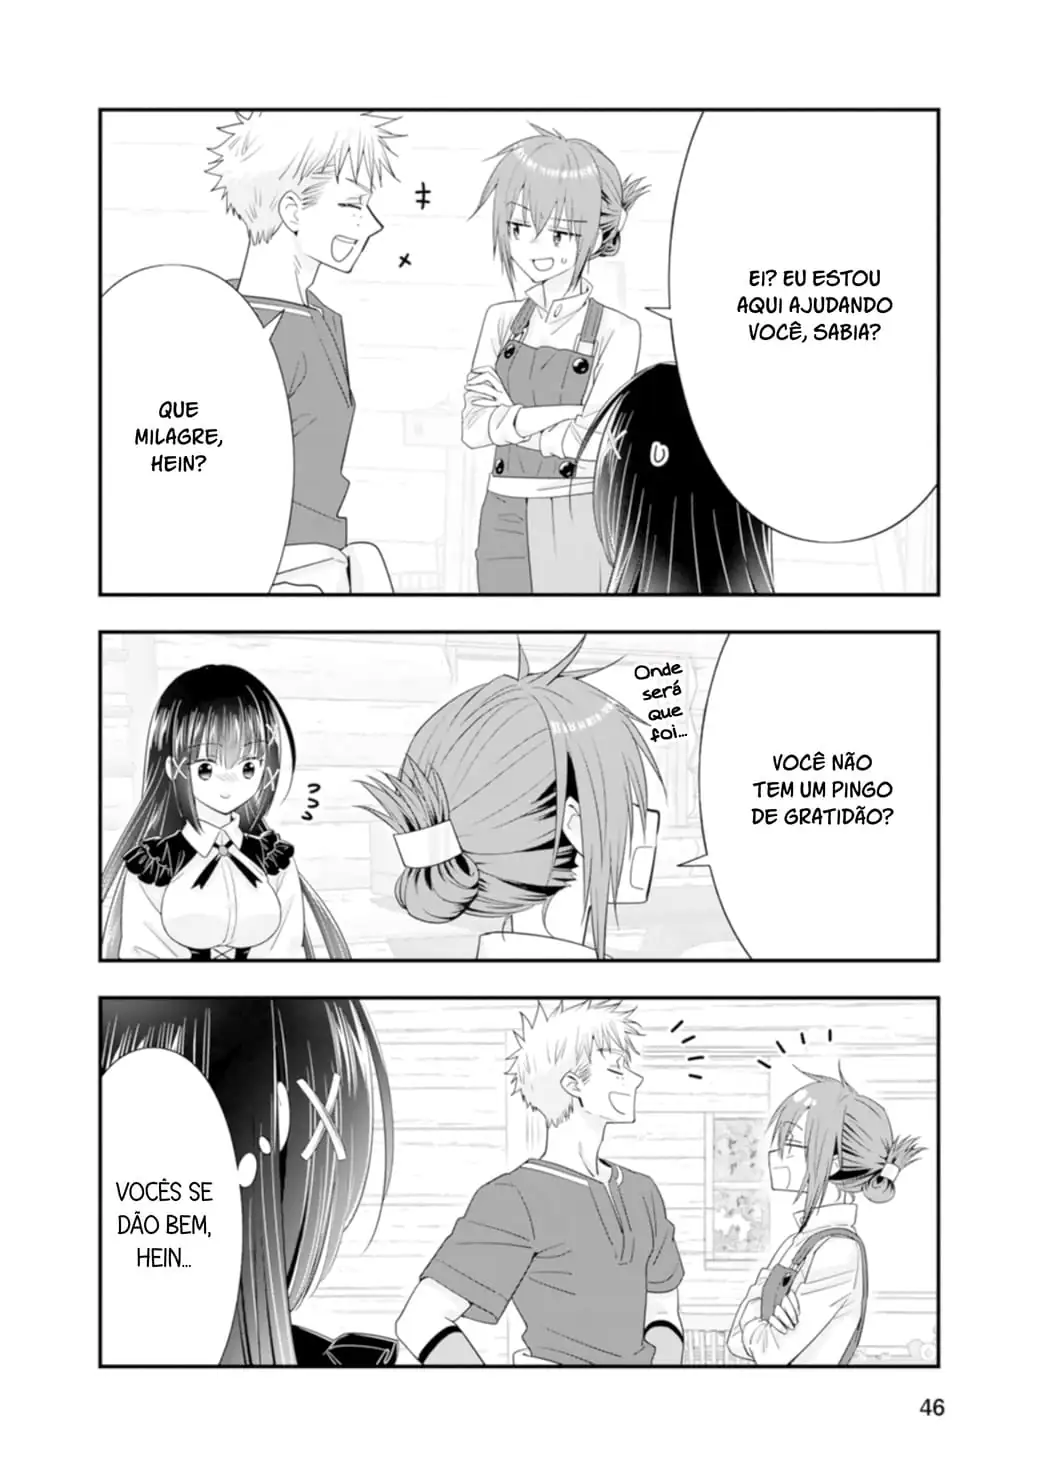 EI? EU ESTOU
AQUI AJUDANDO
VOCÊ, SABIA?
QUE
MILAGRE,
HEIN?
VOCÊ NÃO
TEM UM PINGO
DE GRATIDÃO?
Onde
será
que
foi...
VOCÊS SE
DÃO BEM,
HEIN...
46